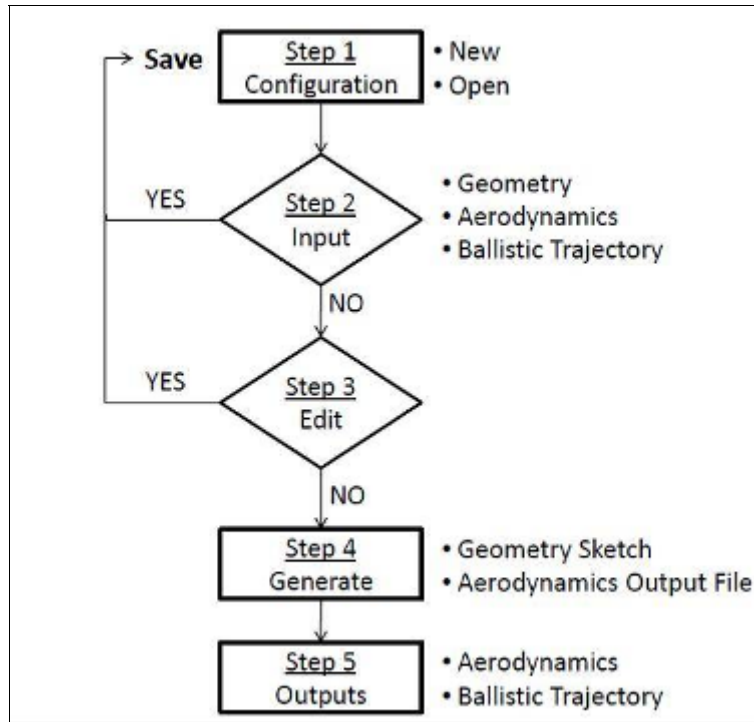 Save
Step 1
Configuration
• New
• Open
YES
Step 2
Input
• Geometry
• Aerodynamics
• Ballistic Trajectory
NO
YES
Step 3
Edit
NO
Step 4
Generate
• Geometry Sketch
• Aerodynamics Output File
Step 5
Outputs
• Aerodynamics
• Ballistic Trajectory